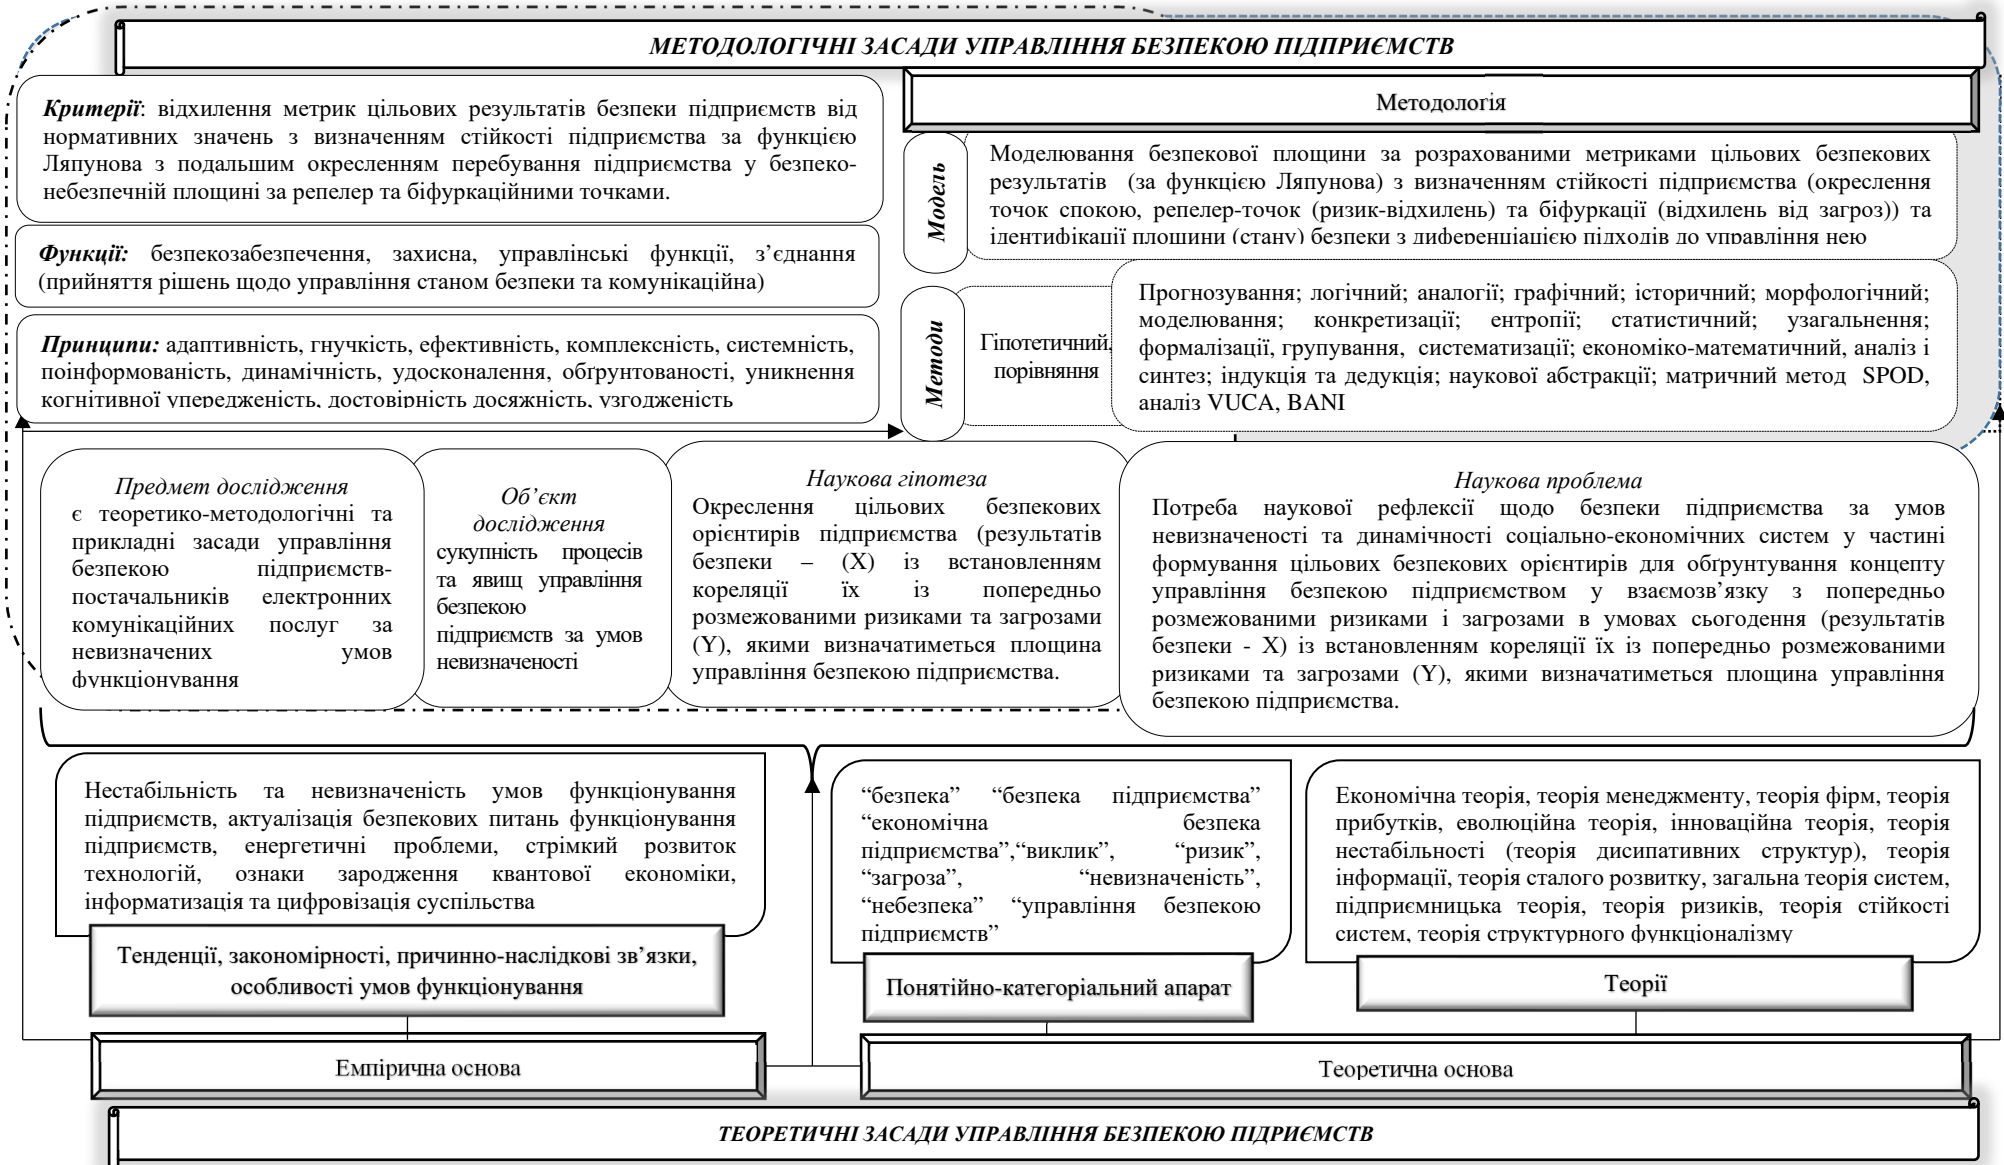 МЕТОДОЛОГІЧНІ ЗАСАДИ УПРАВЛІННЯ БЕЗПЕКОЮ ПІДПРИЄМСТВ
Критерії: відхилення метрик цільових результатів безпеки підприємств від
нормативних значень з визначенням стійкості підприємства за функцією
Ляпунова з подальшим окресленням перебування підприємства у безпеко-
небезпечній площині за репелер та біфуркаційними точками.
Функції: безпекозабезпечення, захисна, управлінські функції, з’єднання
(прийняття рішень щодо управління станом безпеки та комунікаційна)
Принципи: адаптивність, гнучкість, ефективність, комплексність, системність,
поінформованість, динамічність, удосконалення, обґрунтованості, уникнення
когнітивної упередженість, достовірність досяжність, узгодженість
Методологія
Модель
Моделювання безпекової площини за розрахованими метриками цільових безпекових
результатів (за функцією Ляпунова) з визначенням стійкості підприємства (окреслення
точок спокою, репелер-точок (ризик-відхилень) та біфуркації (відхилень від загроз)) та
ідентифікації площини (стану) безпеки з диференціацією підходів до управління нею
Методи
Гіпотетичний,
порівняння
Прогнозування; логічний; аналогії; графічний; історичний; морфологічний;
моделювання; конкретизації; ентропії; статистичний; узагальнення;
формалізації, групування, систематизації; економіко-математичний, аналіз і
синтез; індукція та дедукція; наукової абстракції; матричний метод SPOD,
аналіз VUCA, BANI
Предмет дослідження
є теоретико-методологічні та
прикладні засади управління
безпекою підприємств-
постачальників електронних
комунікаційних послуг за
невизначених умов
функціонування
Об’єкт
дослідження
сукупність процесів
та явищ управління
безпекою
підприємств за умов
невизначеності
Наукова гіпотеза
Окреслення цільових безпекових
орієнтирів підприємства (результатів
безпеки – (X) із встановленням
кореляції їх із попередньо
розмежованими ризиками та загрозами
(Y), якими визначатиметься площина
управління безпекою підприємства.
Наукова проблема
Потреба наукової рефлексії щодо безпеки підприємства за умов
невизначеності та динамічності соціально-економічних систем у частині
формування цільових безпекових орієнтирів для обґрунтування концепту
управління безпекою підприємством у взаємозв’язку з попередньо
розмежованими ризиками і загрозами в умовах сьогодення (результатів
безпеки - X) із встановленням кореляції їх із попередньо розмежованими
ризиками та загрозами (Y), якими визначатиметься площина управління
безпекою підприємства.
Нестабільність та невизначеність умов функціонування
підприємств, актуалізація безпекових питань функціонування
підприємств, енергетичні проблеми, стрімкий розвиток
технологій, ознаки зародження квантової економіки,
інформатизація та цифровізація суспільства
Тенденції, закономірності, причинно-наслідкові зв’язки,
особливості умов функціонування
“безпека” “безпека підприємства”
“економічна безпека
підприємства”,“виклик”, “ризик”,
“загроза”, “невизначеність”,
“небезпека” “управління безпекою
підприємств”
Понятійно-категоріальний апарат
Економічна теорія, теорія менеджменту, теорія фірм, теорія
прибутків, еволюційна теорія, інноваційна теорія, теорія
нестабільності (теорія дисипативних структур), теорія
інформації, теорія сталого розвитку, загальна теорія систем,
підприємницька теорія, теорія ризиків, теорія стійкості
систем, теорія структурного функціоналізму
Теорії
Емпірична основа
Теоретична основа
ТЕОРЕТИЧНІ ЗАСАДИ УПРАВЛІННЯ БЕЗПЕКОЮ ПІДРИЄМСТВ